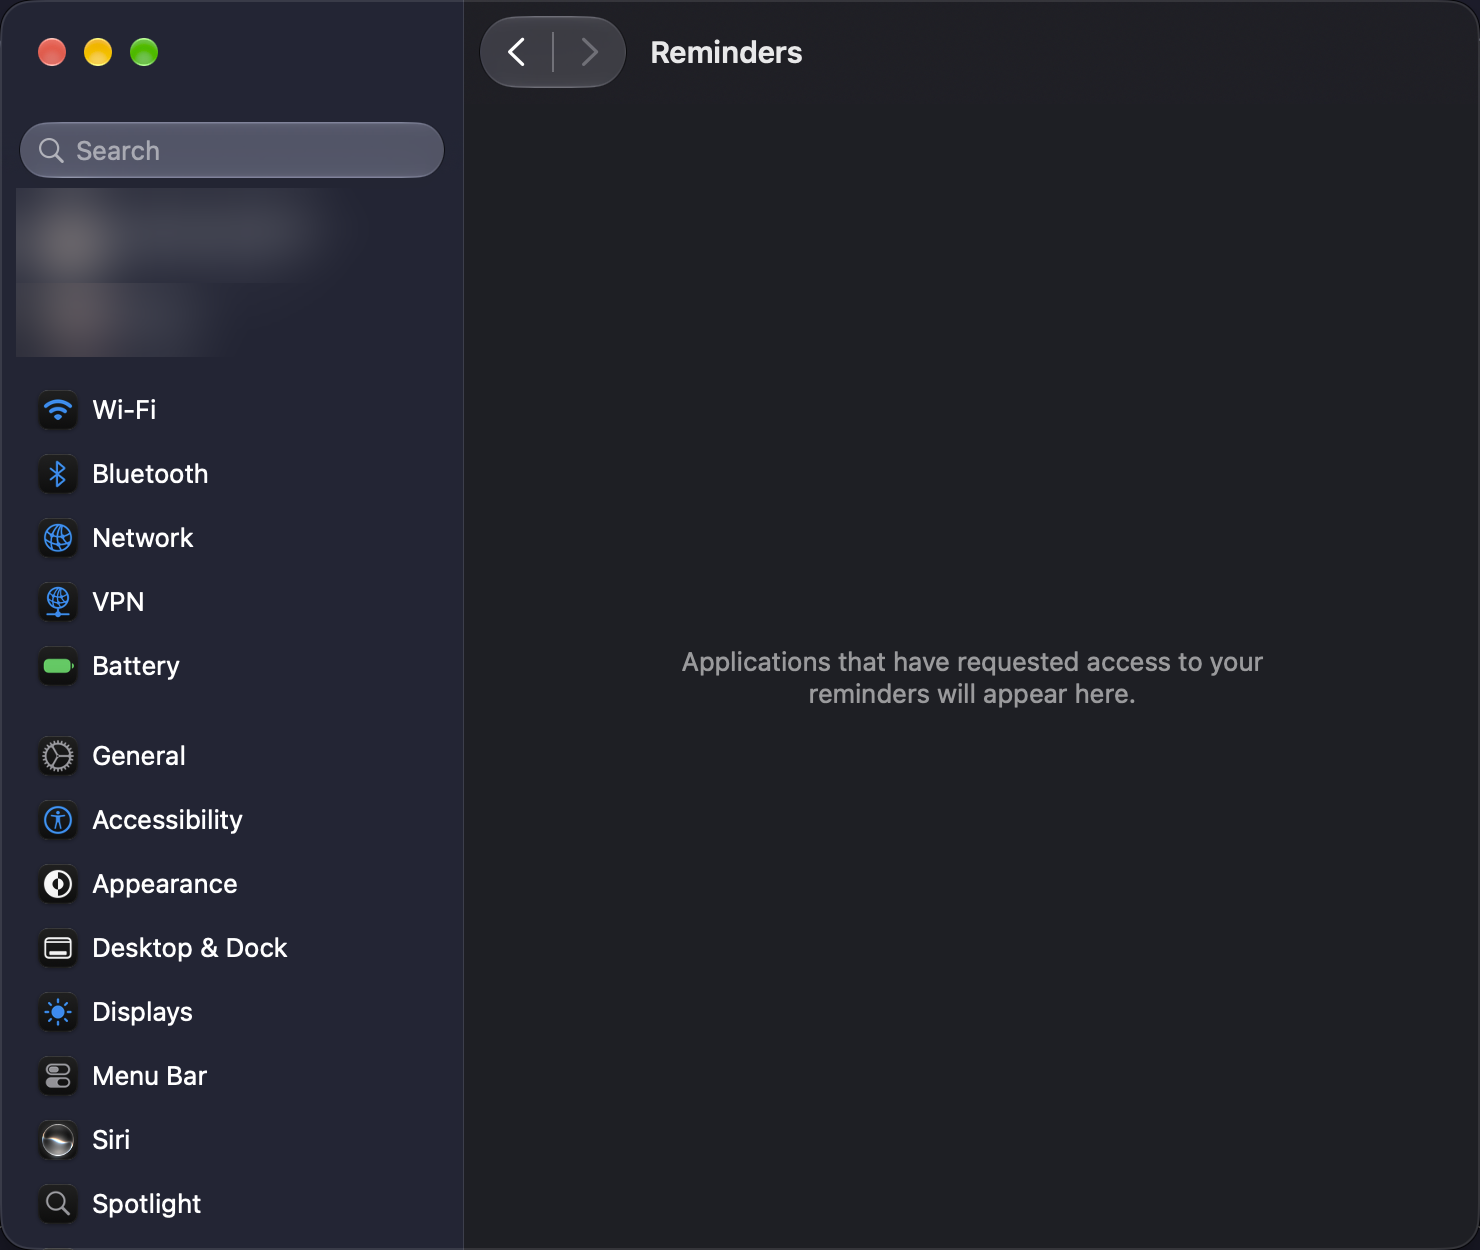 Reminders
Search
Wi-Fi
Bluetooth
Network
VPN
Battery
General
Accessibility
Appearance
Desktop & Dock
Displays
Menu Bar
Siri
Spotlight
Applications that have requested access to your
reminders will appear here.